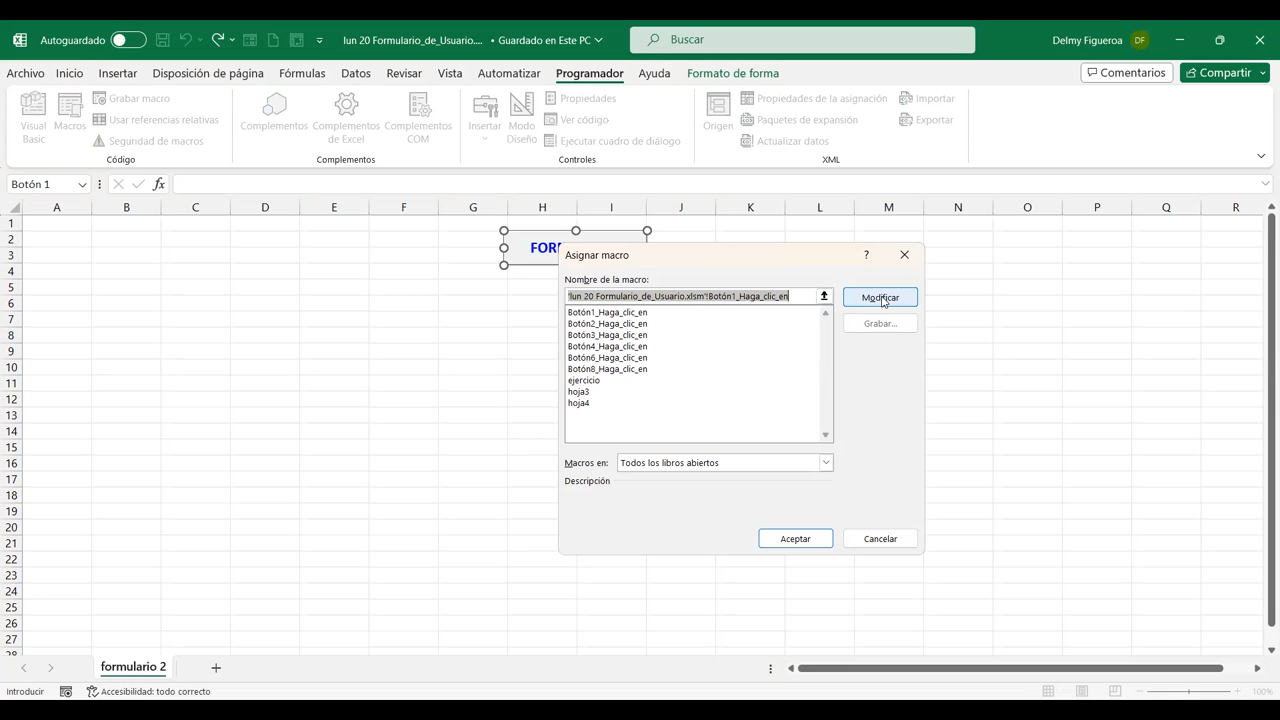 Autoguardado
lun 20 Formulario_de_Usuario.... • Guardado en Este PC
Buscar
Delmy Figueroa DF
Archivo Inicio Insertar Disposición de página Fórmulas Datos Revisar Vista Automatizar Programador Ayuda Formato de forma
Comentarios Compartir
Visual Basic
Macros
Grabar macro
Usar referencias relativas
Seguridad de macros
Código
Complementos
Complementos de Excel
Complementos COM
Complementos
Insertar
Modo Diseño
Propiedades
Ver código
Ejecutar cuadro de diálogo
Controles
Origen
Propiedades de la asignación
Paquetes de expansión
Actualizar datos
Importar
Exportar
XML
Botón 1
fx
A B C D E F G H I J K L M N O P Q R
1
2
3
4
5
6
7
8
9
10
11
12
13
14
15
16
17
18
19
20
21
22
23
24
25
26
27
28
FORM
Asignar macro ?
Nombre de la macro:
'lun 20 Formulario_de_Usuario.xlsm'!Botón1_Haga_clic_en
Botón1_Haga_clic_en
Botón2_Haga_clic_en
Botón3_Haga_clic_en
Botón4_Haga_clic_en
Botón6_Haga_clic_en
Botón8_Haga_clic_en
ejercicio
hoja3
hoja4
Modificar
Grabar...
Macros en: Todos los libros abiertos
Descripción
Aceptar Cancelar
formulario 2
Introducir
Accesibilidad: todo correcto
100%